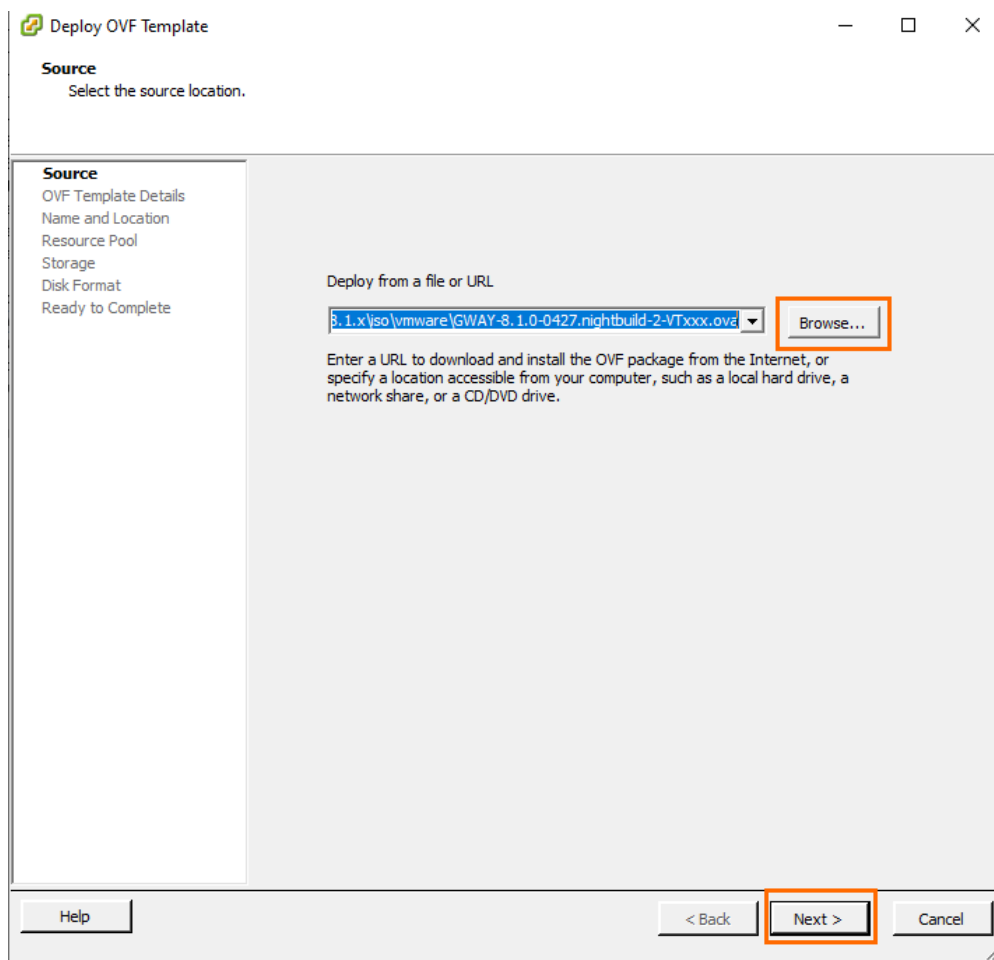 Deploy OVF Template
Source
Select the source location.
Source
OVF Template Details
Name and Location
Resource Pool
Storage
Disk Format
Ready to Complete
Deploy from a file or URL
8.1.x\iso\vmware\GWAY-8.1.0-0427.nightbuild-2-VTxxx.ova
Browse...
Enter a URL to download and install the OVF package from the Internet, or
specify a location accessible from your computer, such as a local hard drive, a
network share, or a CD/DVD drive.
Help
< Back
Next >
Cancel